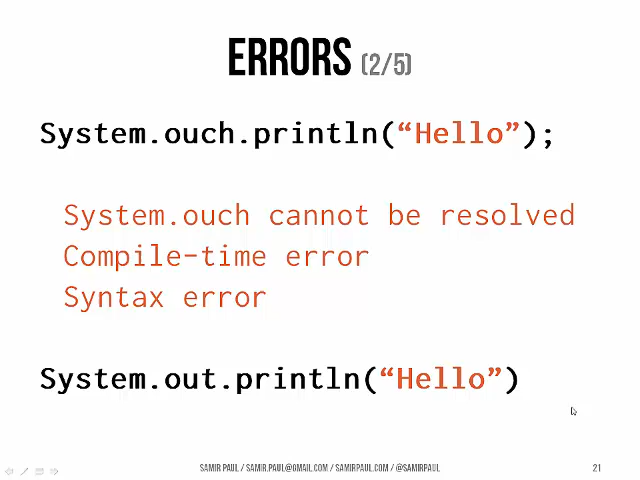 ERRORS (2/5)
System.ouch.println(“Hello”);
System.ouch cannot be resolved
Compile-time error
Syntax error
System.out.println(“Hello”)
SAMIR PAUL / SAMIR.PAUL@GMAIL.COM / SAMIRPAUL.COM / @SAMIRPAUL
21